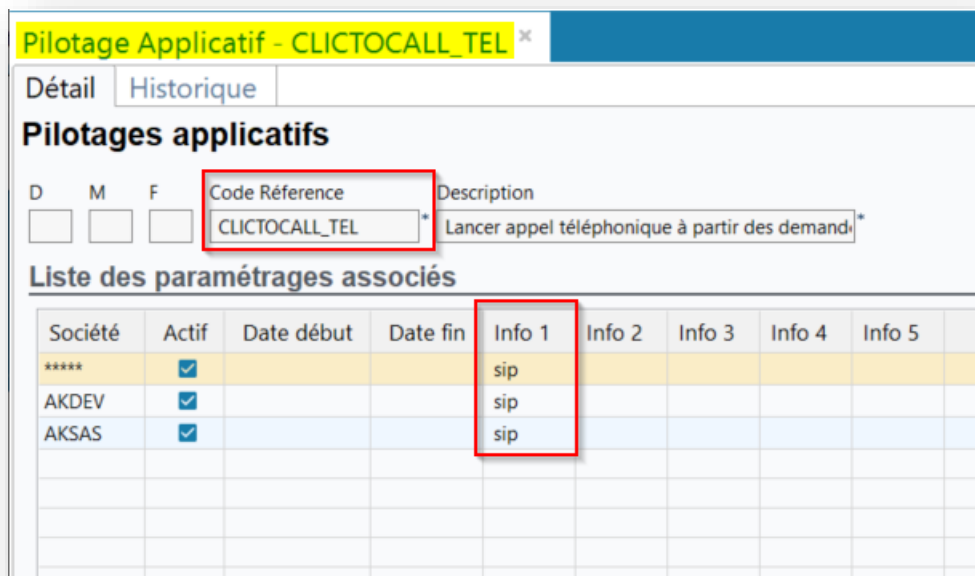 Pilotage Applicatif - CLICTOCALL_TEL ×
Détail Historique
Pilotages applicatifs
D M F Code Réference Description
CLICTOCALL_TEL * Lancer appel téléphonique à partir des demand *
Liste des paramétrages associés
Société Actif Date début Date fin Info 1 Info 2 Info 3 Info 4 Info 5
***** sip
AKDEV sip
AKSAS sip